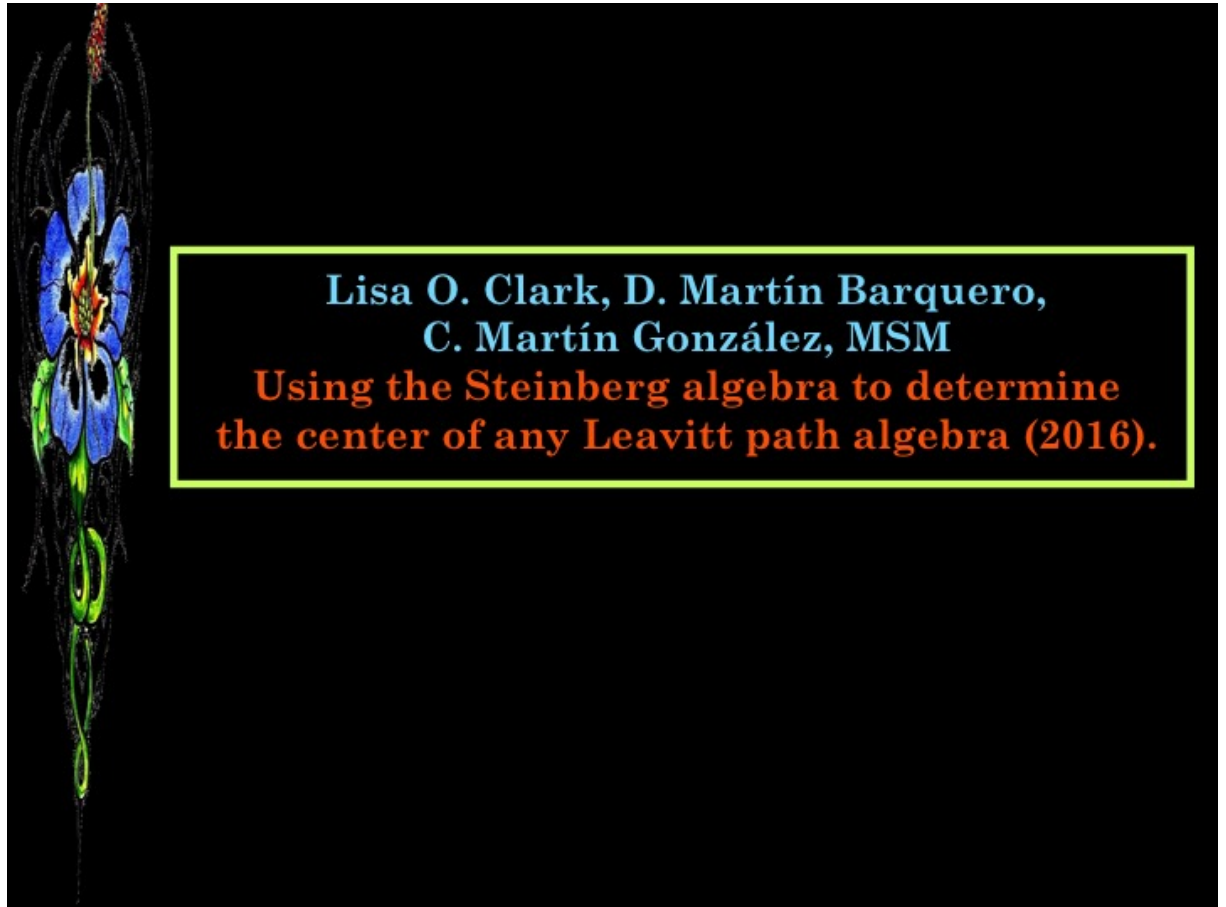 Lisa O. Clark, D. Martín Barquero,
C. Martín González, MSM
Using the Steinberg algebra to determine
the center of any Leavitt path algebra (2016).